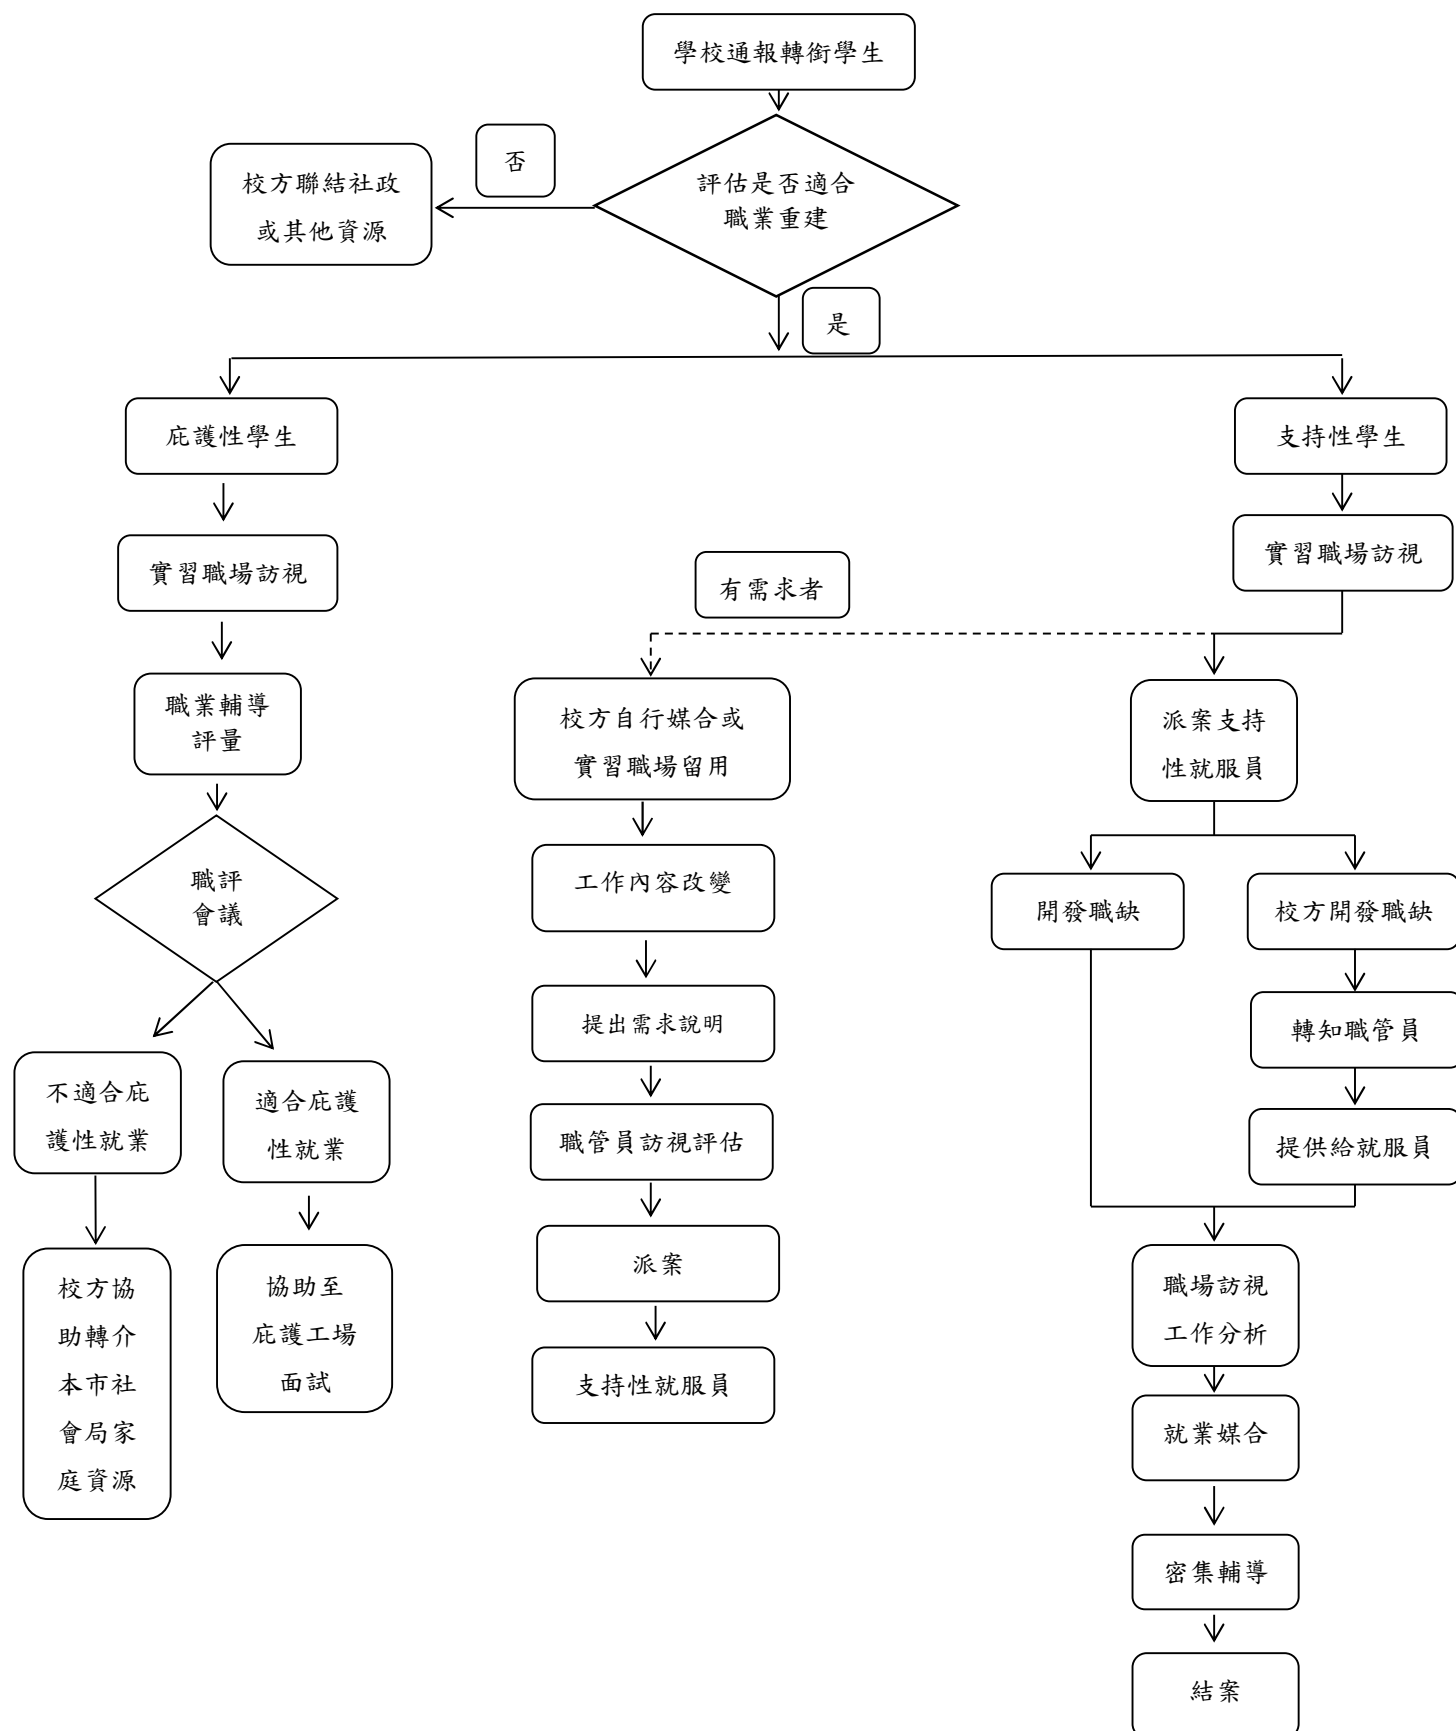 學校通報轉銜學生
否
校方聯結社政
或其他資源
評估是否適合
職業重建
是
庇護性學生
支持性學生
實習職場訪視
實習職場訪視
有需求者
職業輔導
評量
校方自行媒合或
實習職場留用
派案支持
性就服員
職評
會議
工作內容改變
開發職缺
校方開發職缺
提出需求說明
轉知職管員
不適合庇
護性就業
適合庇護
性就業
職管員訪視評估
提供給就服員
校方協
助轉介
本市社
會局家
庭資源
協助至
庇護工場
面試
派案
職場訪視
工作分析
支持性就服員
就業媒合
密集輔導
結案